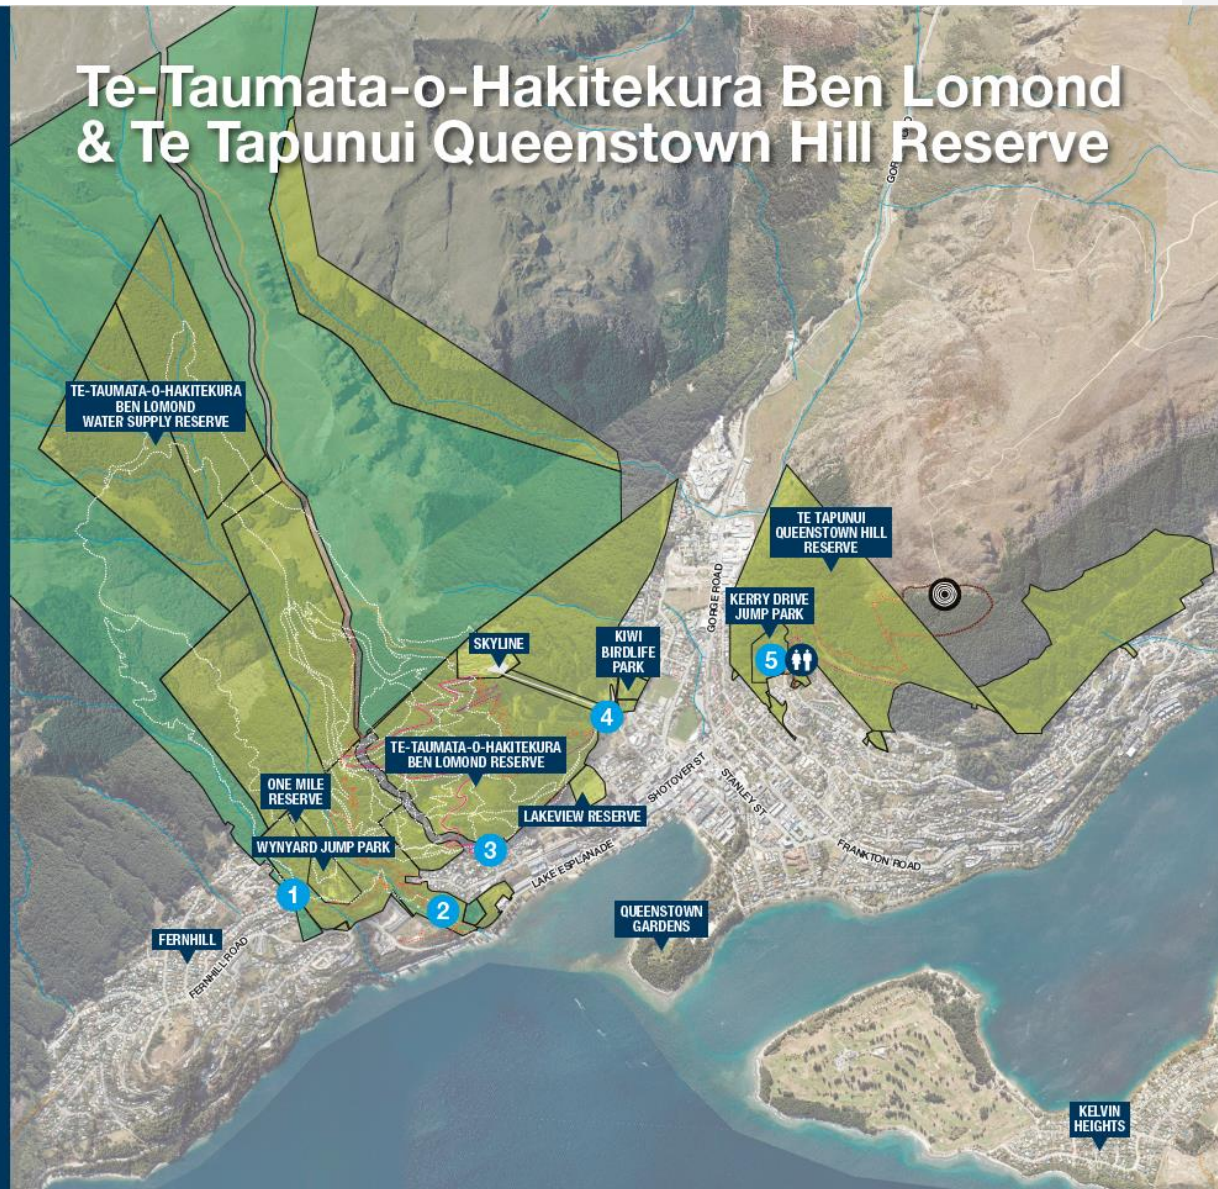 Te-Taumata-o-Hakitekura Ben Lomond
& Te Tapunui Queenstown Hill Reserve
TE-TAUMATA-O-HAKITEKURA
BEN LOMOND
WATER SUPPLY RESERVE
TE TAPUNUI
QUEENSTOWN HILL
RESERVE
GORGE ROAD
KERRY DRIVE
JUMP PARK
SKYLINE
KIWI
BIRDLIFE
PARK
5
4
TE-TAUMATA-O-HAKITEKURA
BEN LOMOND RESERVE
ONE MILE
RESERVE
SHOTOVER ST
STANLEY ST
LAKEVIEW RESERVE
WYNYARD JUMP PARK
3
LAKE ESPLANADE
FRANKTON ROAD
1
2
QUEENSTOWN
GARDENS
FERNHILL
FERNHILL ROAD
KELVIN
HEIGHTS